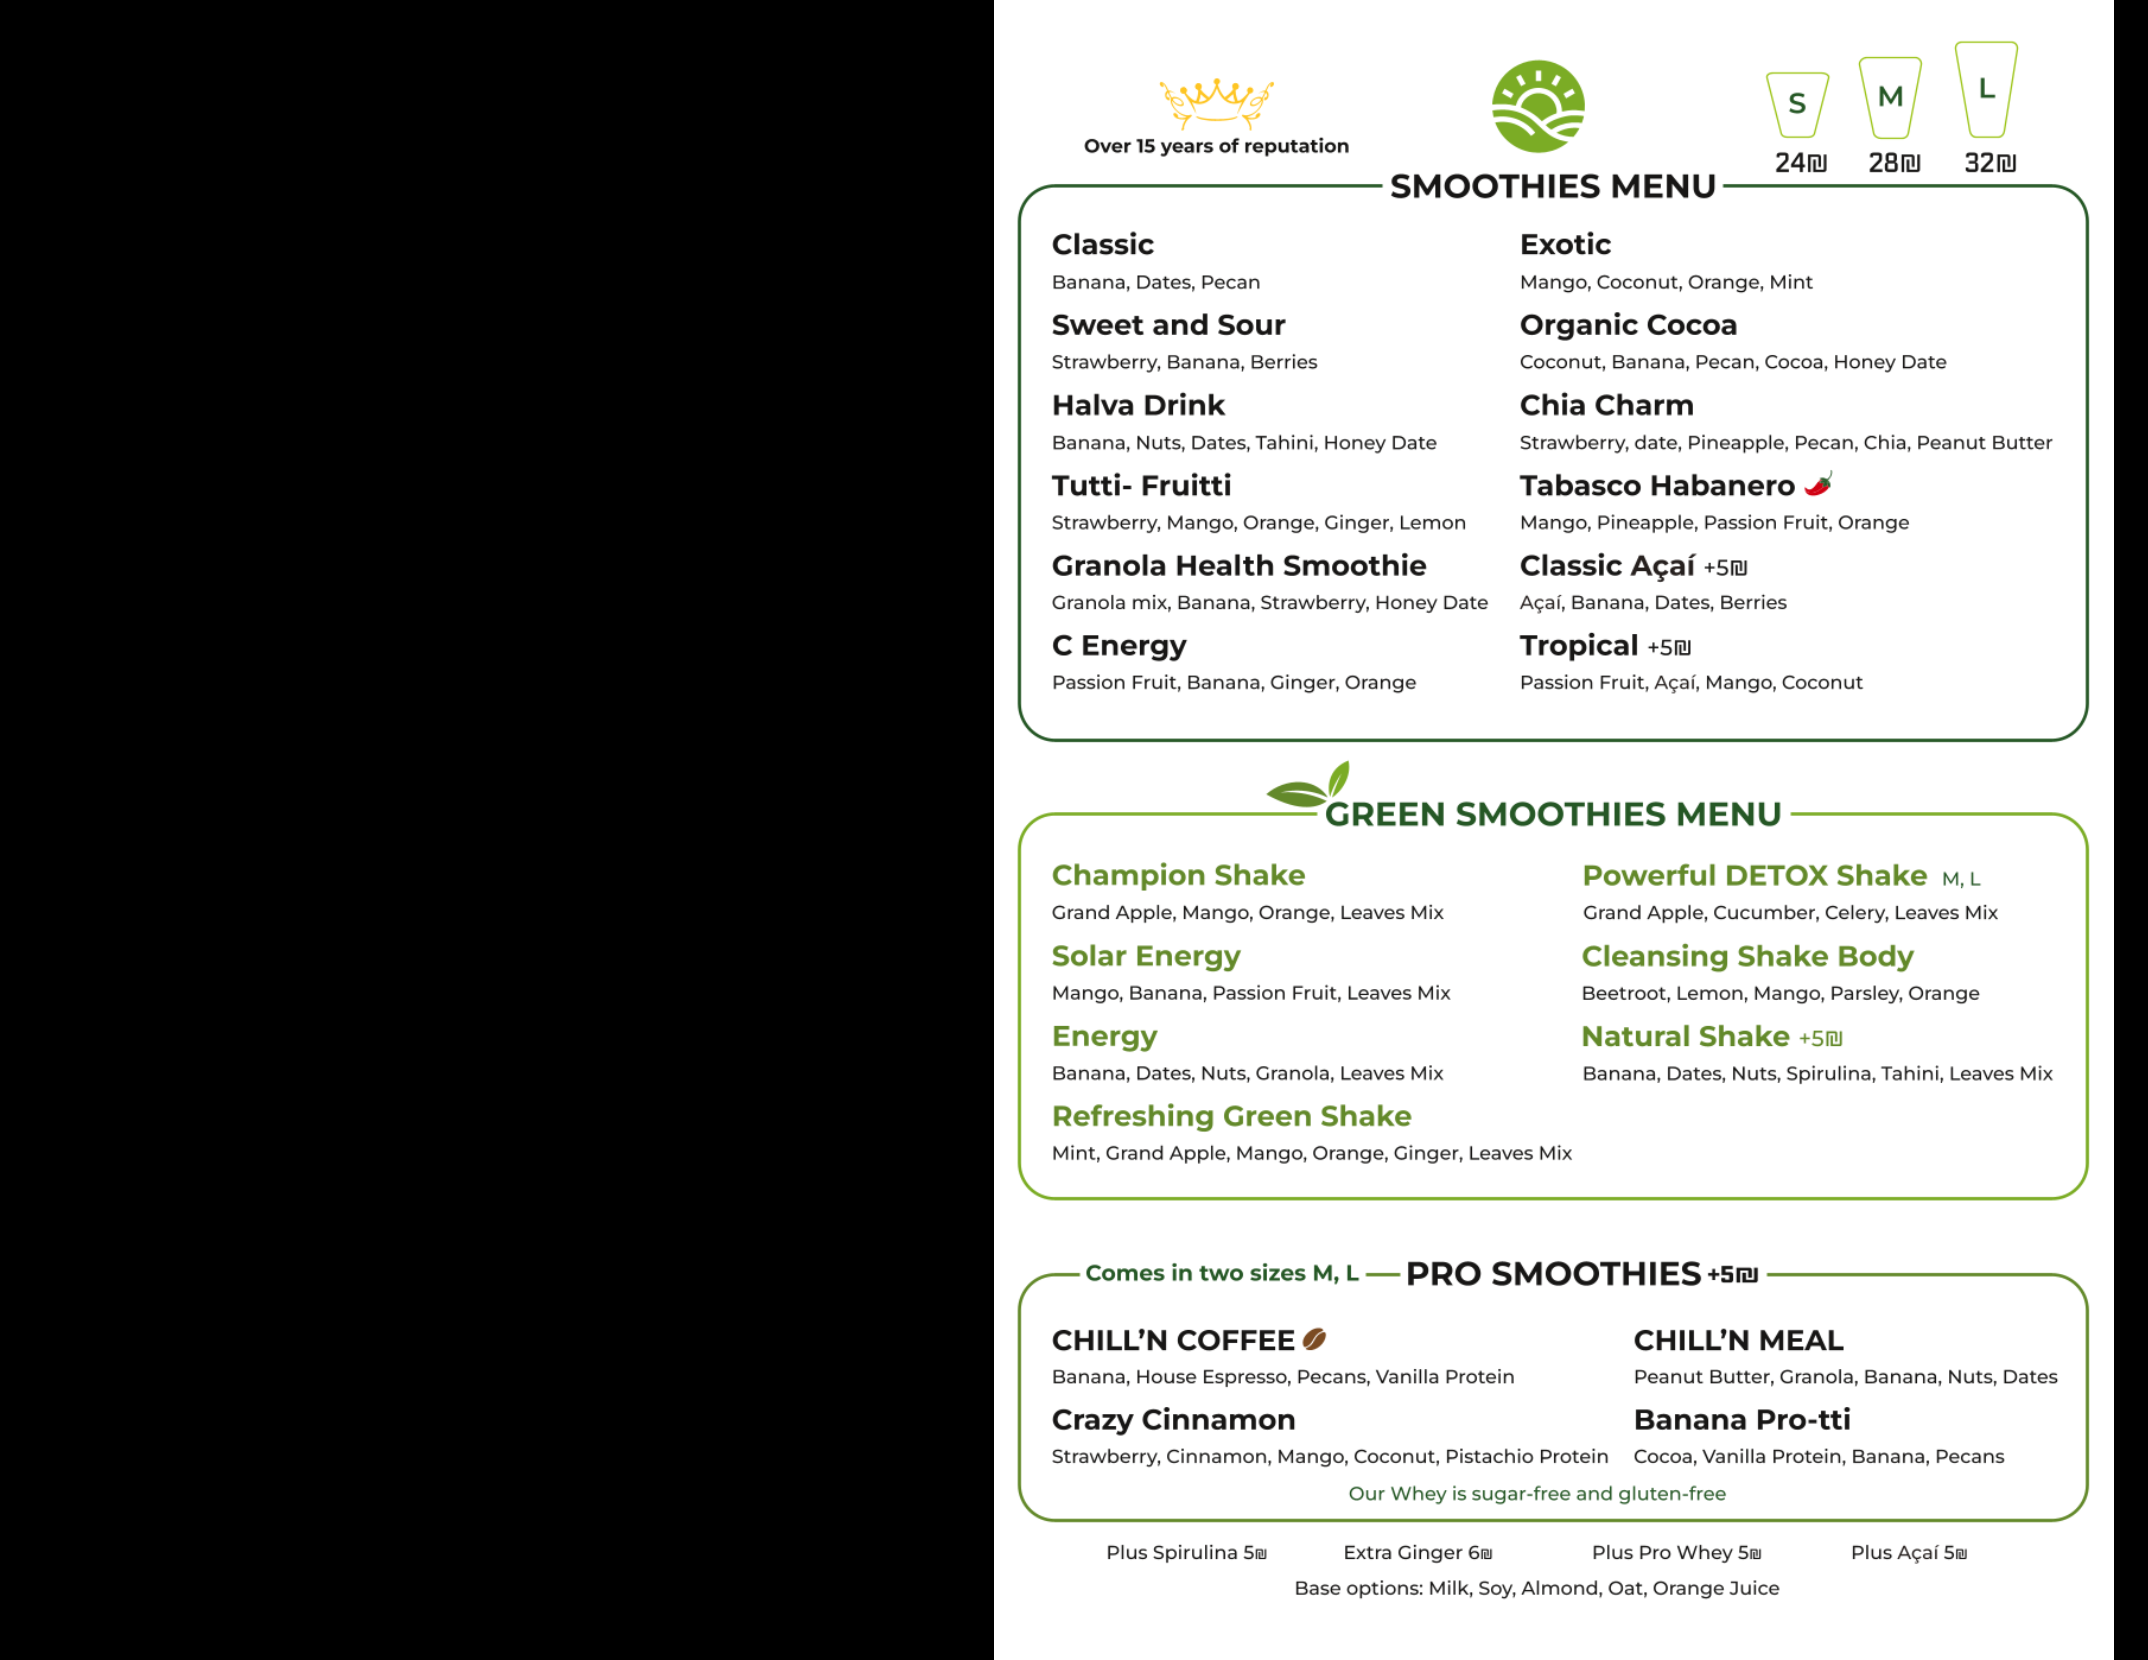 Over 15 years of reputation
S
M
L
24₪
28₪
32₪
SMOOTHIES MENU
Classic
Banana, Dates, Pecan
Sweet and Sour
Strawberry, Banana, Berries
Halva Drink
Banana, Nuts, Dates, Tahini, Honey Date
Tutti- Fruitti
Strawberry, Mango, Orange, Ginger, Lemon
Granola Health Smoothie
Granola mix, Banana, Strawberry, Honey Date
C Energy
Passion Fruit, Banana, Ginger, Orange
Exotic
Mango, Coconut, Orange, Mint
Organic Cocoa
Coconut, Banana, Pecan, Cocoa, Honey Date
Chia Charm
Strawberry, date, Pineapple, Pecan, Chia, Peanut Butter
Tabasco Habanero
Mango, Pineapple, Passion Fruit, Orange
Classic Açaí +5₪
Açaí, Banana, Dates, Berries
Tropical +5₪
Passion Fruit, Açaí, Mango, Coconut
GREEN SMOOTHIES MENU
Champion Shake
Grand Apple, Mango, Orange, Leaves Mix
Solar Energy
Mango, Banana, Passion Fruit, Leaves Mix
Energy
Banana, Dates, Nuts, Granola, Leaves Mix
Refreshing Green Shake
Mint, Grand Apple, Mango, Orange, Ginger, Leaves Mix
Powerful DETOX Shake M, L
Grand Apple, Cucumber, Celery, Leaves Mix
Cleansing Shake Body
Beetroot, Lemon, Mango, Parsley, Orange
Natural Shake +5₪
Banana, Dates, Nuts, Spirulina, Tahini, Leaves Mix
Comes in two sizes M, L
PRO SMOOTHIES +5₪
CHILL’N COFFEE
Banana, House Espresso, Pecans, Vanilla Protein
Crazy Cinnamon
Strawberry, Cinnamon, Mango, Coconut, Pistachio Protein
CHILL’N MEAL
Peanut Butter, Granola, Banana, Nuts, Dates
Banana Pro-tti
Cocoa, Vanilla Protein, Banana, Pecans
Our Whey is sugar-free and gluten-free
Plus Spirulina 5₪
Extra Ginger 6₪
Plus Pro Whey 5₪
Plus Açaí 5₪
Base options: Milk, Soy, Almond, Oat, Orange Juice